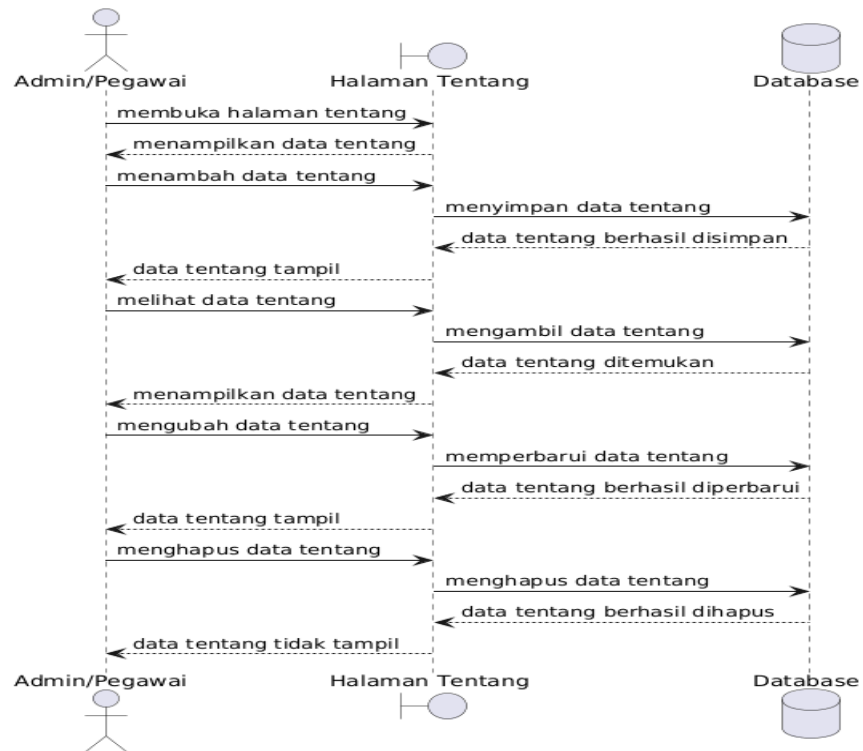 Admin/Pegawai Halaman Tentang Database
membuka halaman tentang
menampilkan data tentang
menambah data tentang
menyimpan data tentang
data tentang berhasil disimpan
data tentang tampil
melihat data tentang
mengambil data tentang
data tentang ditemukan
menampilkan data tentang
mengubah data tentang
memperbarui data tentang
data tentang berhasil diperbarui
data tentang tampil
menghapus data tentang
menghapus data tentang
data tentang berhasil dihapus
data tentang tidak tampil
Admin/Pegawai Halaman Tentang Database